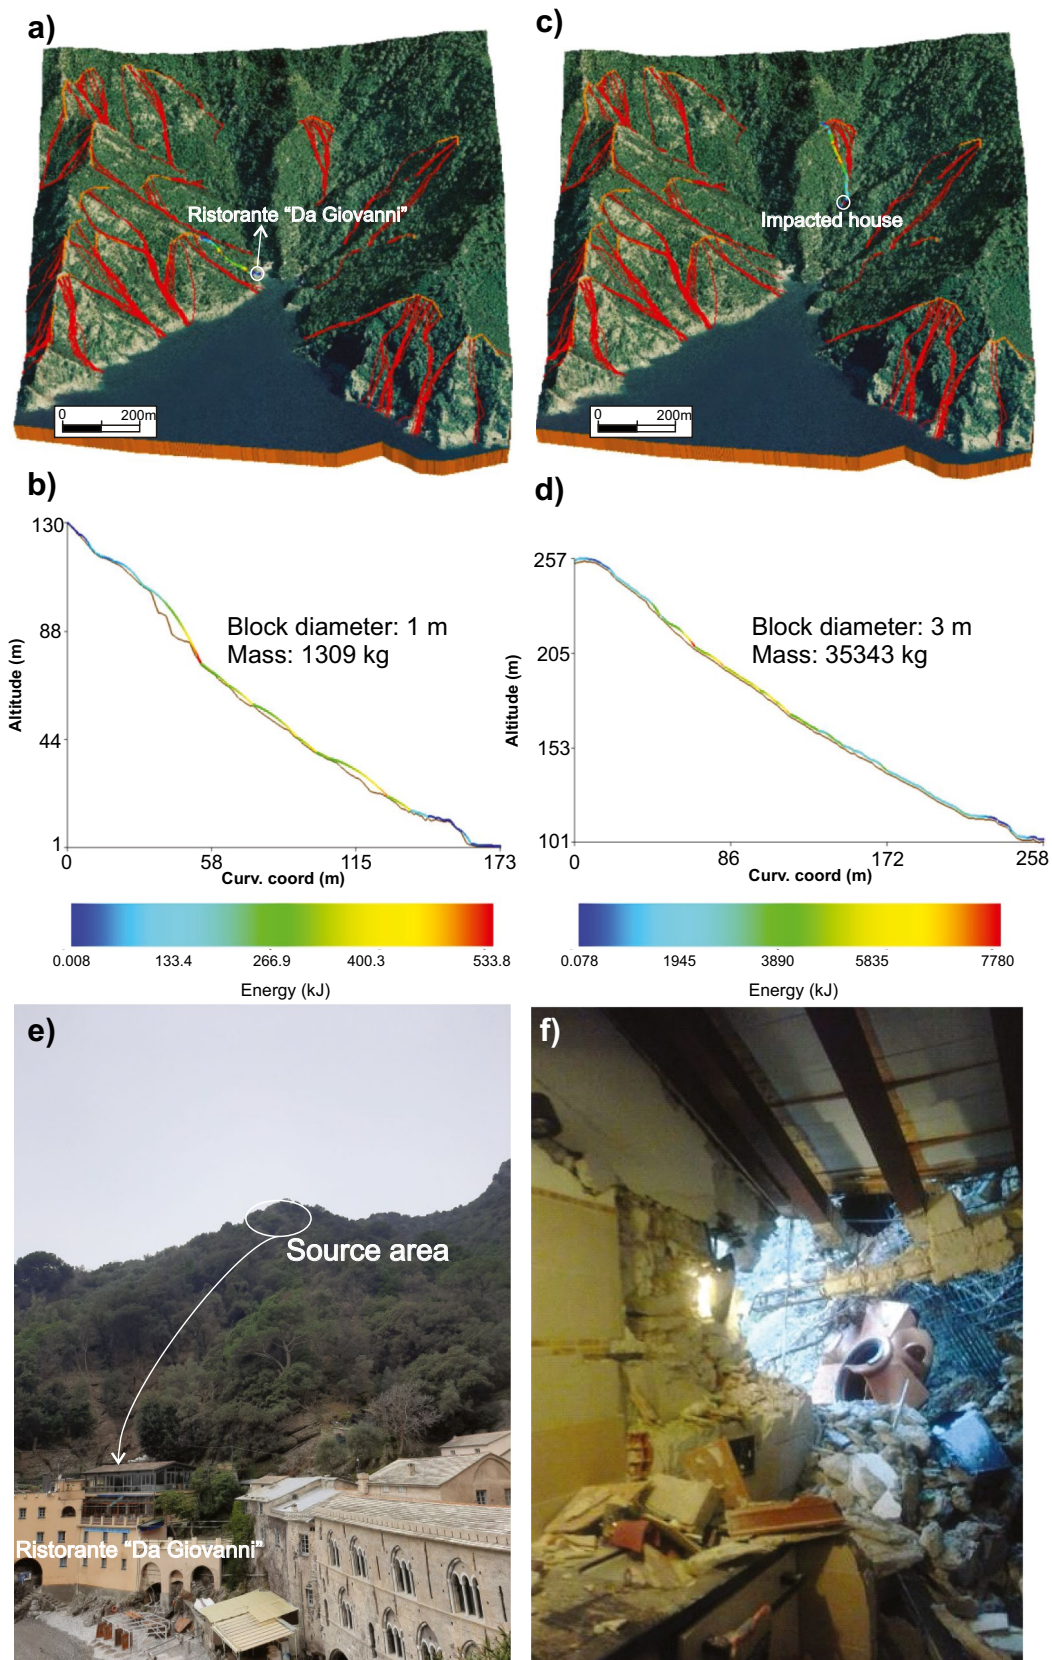 a)
Ristorante “Da Giovanni”
0 200m
c)
Impacted house
0 200m
b)
130
88
44
1
Altitude (m)
Block diameter: 1 m
Mass: 1309 kg
0 58 115 173
Curv. coord (m)
0.008 133.4 266.9 400.3 533.8
Energy (kJ)
d)
257
205
153
101
Altitude (m)
Block diameter: 3 m
Mass: 35343 kg
0 86 172 258
Curv. coord (m)
0.078 1945 3890 5835 7780
Energy (kJ)
e)
Source area
Ristorante “Da Giovanni”
f)